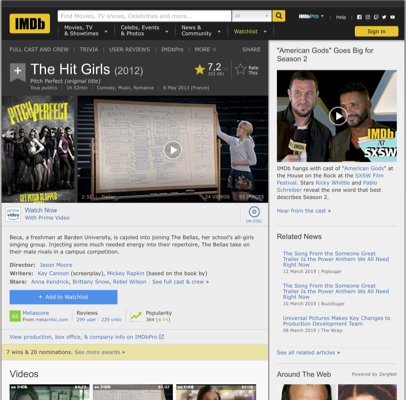 IMDb
Find Movies, TV shows, Celebrities and more...
All
IMDbPro
Help
Movies, TV & Showtimes
Celebs, Events & Photos
News & Community
Watchlist
Sign in
FULL CAST AND CREW | TRIVIA | USER REVIEWS | IMDbPro | MORE
SHARE
The Hit Girls (2012)
Pitch Perfect (original title)
Tous publics | 1h 52min | Comedy, Music, Romance | 8 May 2013 (France)
7,2
Rate This
PITCH PERFECT
GET PITCH SLAPPED
Trailer
prime video
Watch Now
With Prime Video
ON DISC
Beca, a freshman at Barden University, is cajoled into joining The Bellas, her school's all-girls
singing group. Injecting some much needed energy into their repertoire, The Bellas take on
their male rivals in a campus competition.
Director: Jason Moore
Writers: Kay Cannon (screenplay), Mickey Rapkin (based on the book by)
Stars: Anna Kendrick, Brittany Snow, Rebel Wilson | See full cast & crew »
+ Add to Watchlist
Metascore
From metacritic.com
Reviews
299 user | 229 critic
Popularity
View production, box office, & company info on IMDbPro
7 wins & 20 nominations. See more awards »
Videos
"American Gods" Goes Big for
Season 2
IMDb
at
SXSW
IMDb hangs with cast of "American Gods" at
the House on the Rock at the SXSW Film
Festival. Stars Ricky Whittle and Pablo
Schreiber reveal the one word that best
describes Season 2.
Hear from the cast »
Related News
The Song From the Someone Great
Trailer Is the Power Anthem We All Need
Right Now
12 March 2019 | Popsugar
The Song From the Someone Great
Trailer Is the Power Anthem We All Need
Right Now
10 March 2019 | BuzzSugar
Universal Pictures Makes Key Changes to
Production Development Team
08 March 2019 | The Wrap
See all related articles »
Around The Web
Powered by ZergNet